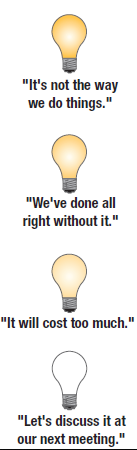 "It's not the way
we do things."
"We've done all
right without it."
"It will cost too much."
"Let's discuss it at
our next meeting."